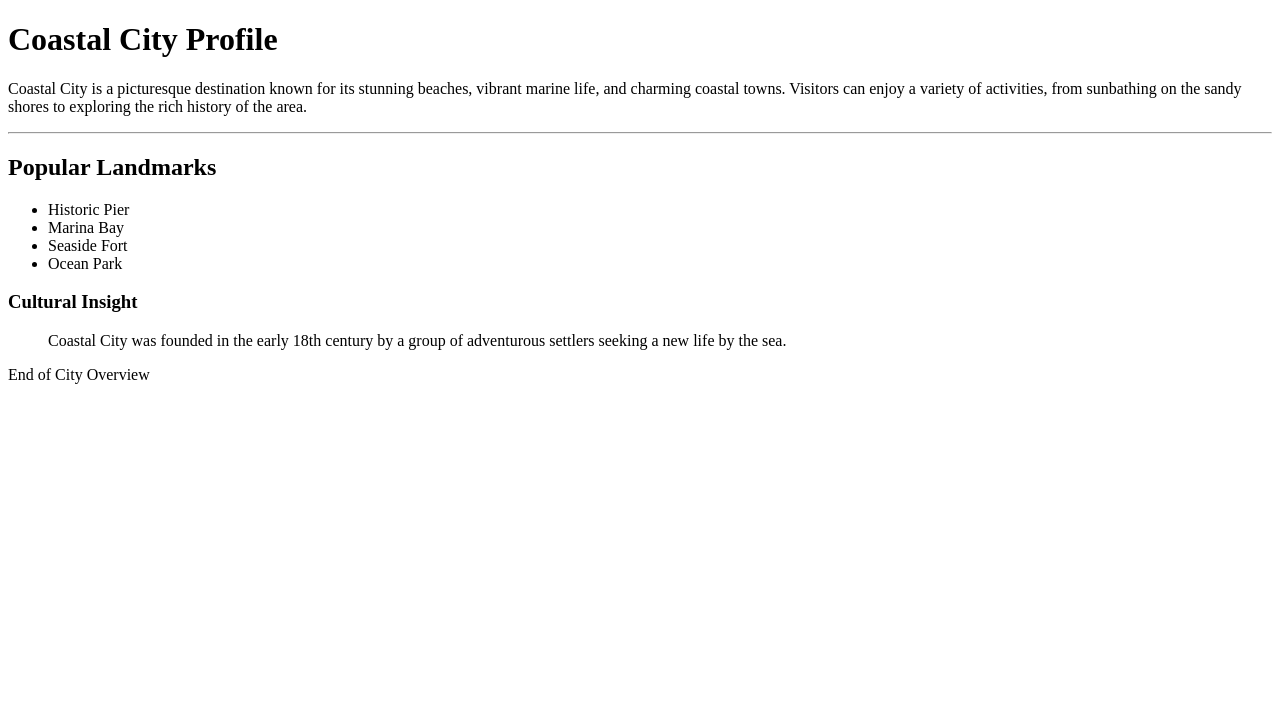 Coastal City Profile
Coastal City is a picturesque destination known for its stunning beaches, vibrant marine life, and charming coastal towns. Visitors can enjoy a variety of activities, from sunbathing on the sandy
shores to exploring the rich history of the area.
Popular Landmarks
Historic Pier
Marina Bay
Seaside Fort
Ocean Park
Cultural Insight
Coastal City was founded in the early 18th century by a group of adventurous settlers seeking a new life by the sea.
End of City Overview